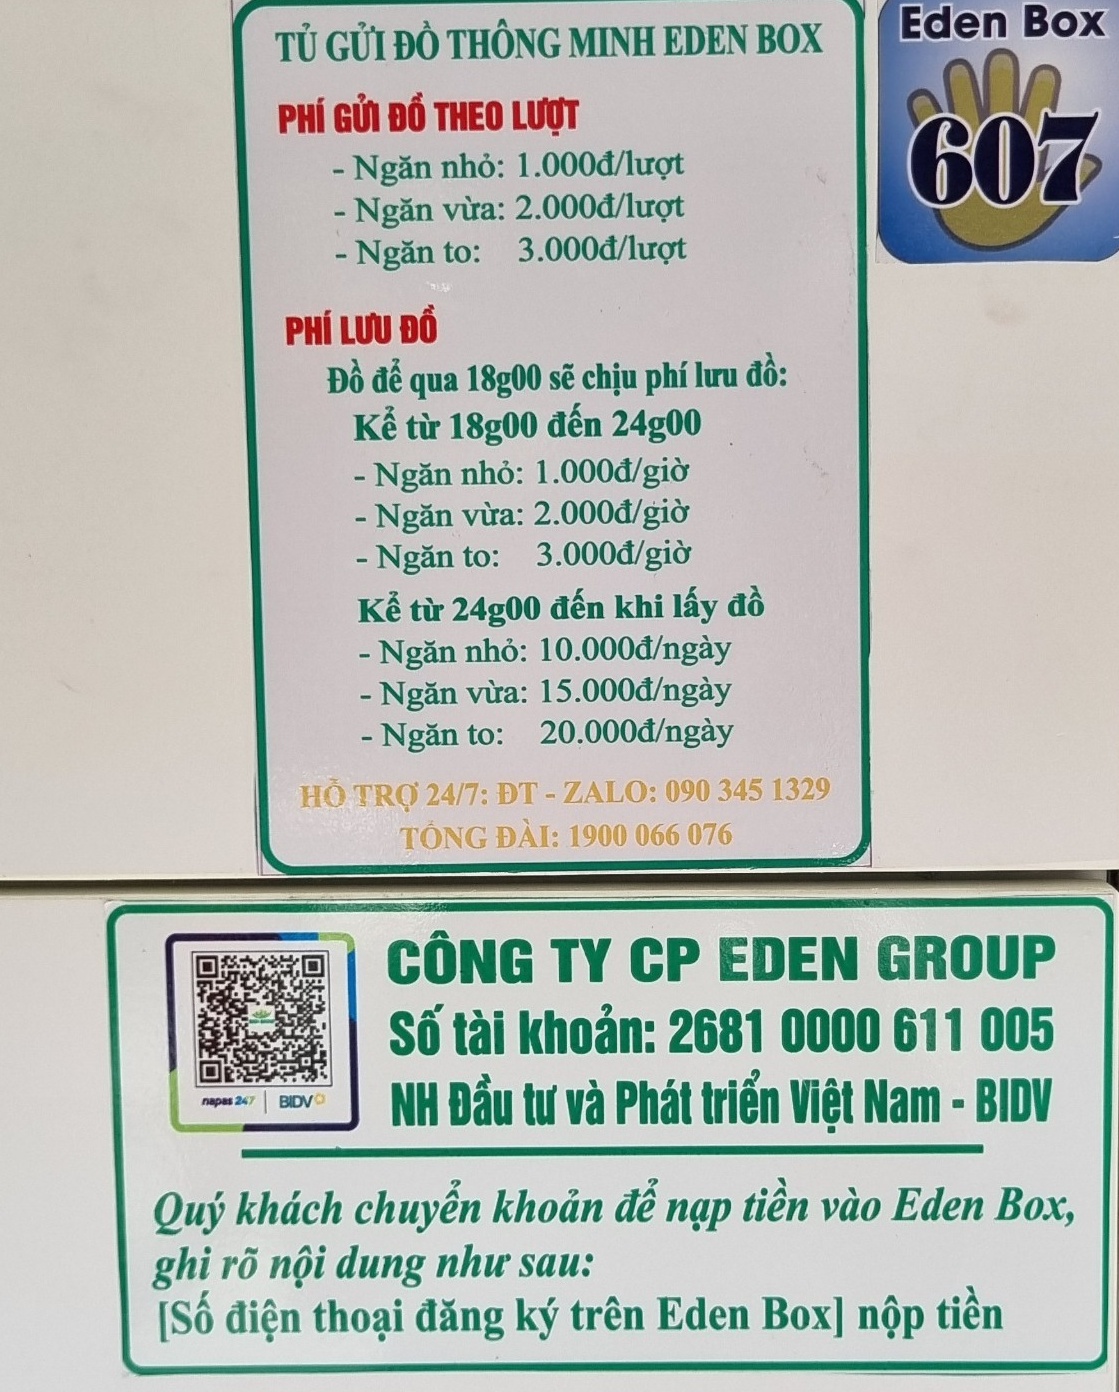 TỦ GỬI ĐỒ THÔNG MINH EDEN BOX
PHÍ GỬI ĐỒ THEO LƯỢT
- Ngăn nhỏ: 1.000đ/lượt
- Ngăn vừa: 2.000đ/lượt
- Ngăn to: 3.000đ/lượt
PHÍ LƯU ĐỒ
Đồ để qua 18g00 sẽ chịu phí lưu đồ:
Kể từ 18g00 đến 24g00
- Ngăn nhỏ: 1.000đ/giờ
- Ngăn vừa: 2.000đ/giờ
- Ngăn to: 3.000đ/giờ
Kể từ 24g00 đến khi lấy đồ
- Ngăn nhỏ: 10.000đ/ngày
- Ngăn vừa: 15.000đ/ngày
- Ngăn to: 20.000đ/ngày
HỖ TRỢ 24/7: ĐT - ZALO: 090 345 1329
TỔNG ĐÀI: 1900 066 076
Eden Box
607
CÔNG TY CP EDEN GROUP
Số tài khoản: 2681 0000 611 005
NH Đầu tư và Phát triển Việt Nam - BIDV
napas 247 | BIDV
Quý khách chuyển khoản để nạp tiền vào Eden Box,
ghi rõ nội dung như sau:
[Số điện thoại đăng ký trên Eden Box] nộp tiền